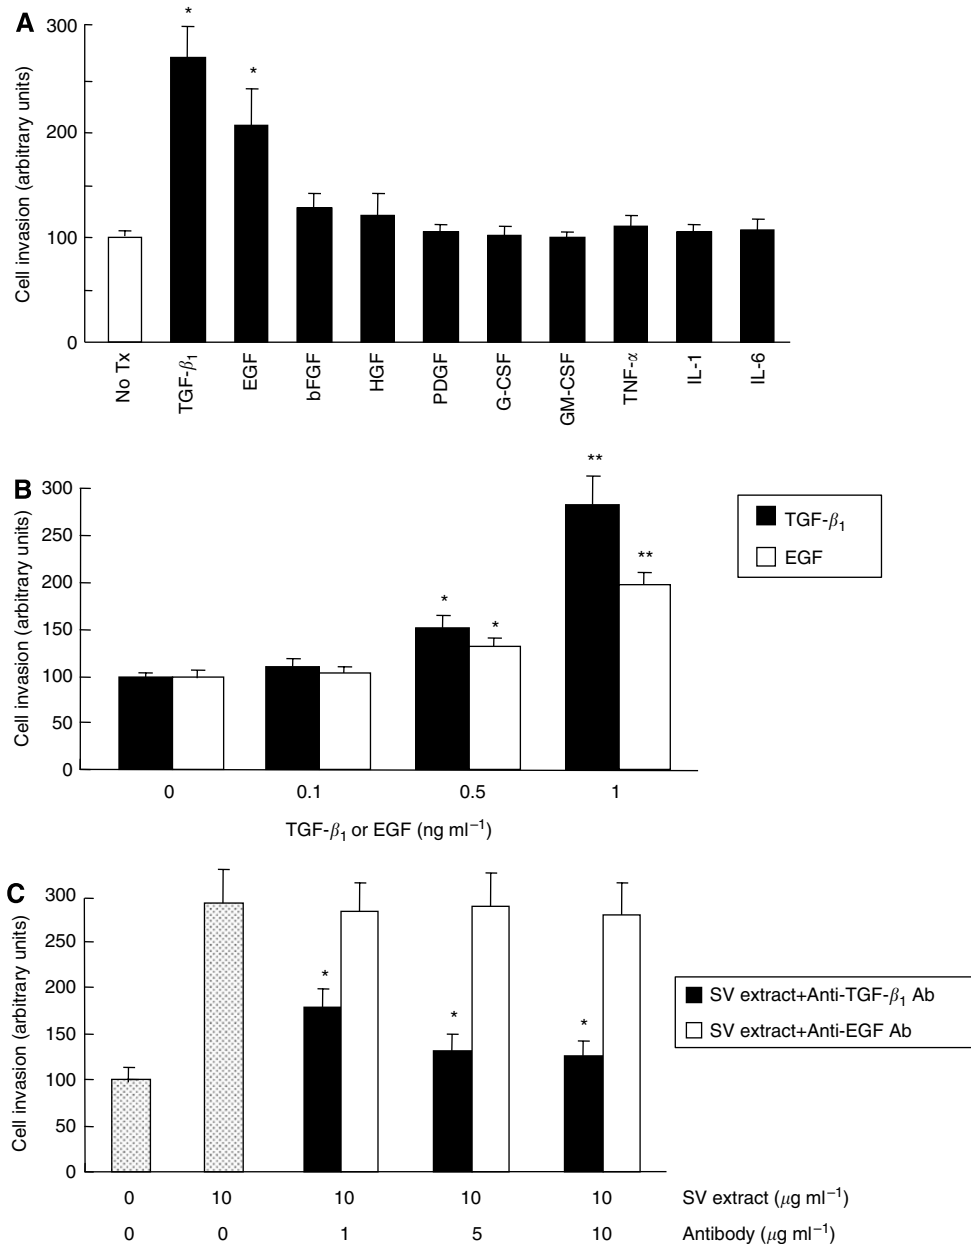 A
Cell invasion (arbitrary units)
300
200
100
0
*
*
No Tx
TGF-β₁
EGF
bFGF
HGF
PDGF
G-CSF
GM-CSF
TNF-α
IL-1
IL-6
B
Cell invasion (arbitrary units)
300
250
200
150
100
50
0
*
*
**
**
0 0.1 0.5 1
TGF-β₁ or EGF (ng ml⁻¹)
TGF-β₁
EGF
C
Cell invasion (arbitrary units)
300
250
200
150
100
50
0
*
*
*
SV extract+Anti-TGF-β₁ Ab
SV extract+Anti-EGF Ab
0 10 10 10 10 SV extract (μg ml⁻¹)
0 0 1 5 10 Antibody (μg ml⁻¹)